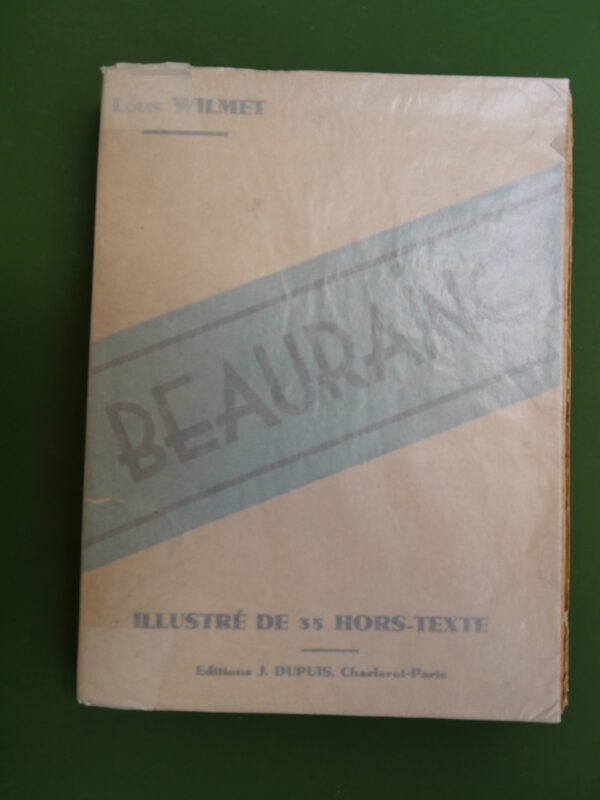 Louis WILMET
BEAURAING
ILLUSTRÉ DE 35 HORS-TEXTE
Editions J. DUPUIS, Charleroi-Paris